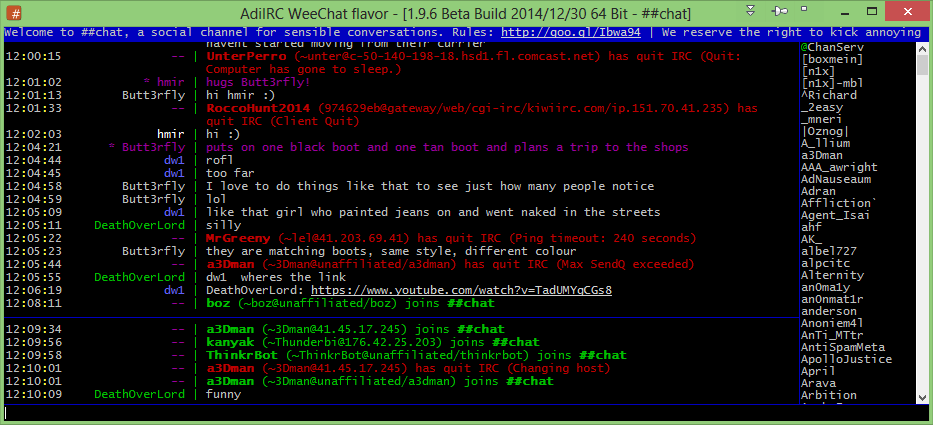 AdiIRC WeeChat flavor - [1.9.6 Beta Build 2014/12/30 64 Bit - ##chat]
Welcome to ##chat, a social channel for sensible conversations. Rules: http://goo.gl/Ibwa94 | We reserve the right to kick annoying
havent started moving from their currier
12:00:15 -- | UnterPerro (~unter@c-50-140-198-18.hsd1.fl.comcast.net) has quit IRC (Quit:
Computer has gone to sleep.)
12:01:02 * hmir | hugs Butt3rfly!
12:01:13 Butt3rfly | hi hmir :)
12:01:33 -- | RoccoHunt2014 (974629eb@gateway/web/cgi-irc/kiwiirc.com/ip.151.70.41.235) has
quit IRC (Client Quit)
12:02:03 hmir | hi :)
12:04:21 * Butt3rfly | puts on one black boot and one tan boot and plans a trip to the shops
12:04:44 dw1 | rofl
12:04:45 dw1 | too far
12:04:58 Butt3rfly | I love to do things like that to see just how many people notice
12:04:59 Butt3rfly | lol
12:05:09 dw1 | like that girl who painted jeans on and went naked in the streets
12:05:11 DeathOverLord | silly
12:05:22 -- | MrGreeny (~lel@41.203.69.41) has quit IRC (Ping timeout: 240 seconds)
12:05:23 Butt3rfly | they are matching boots, same style, different colour
12:05:44 -- | a3Dman (~3Dman@unaffiliated/a3dman) has quit IRC (Max SendQ exceeded)
12:05:55 DeathOverLord | dw1 wheres the link
12:06:19 dw1 | DeathOverLord: https://www.youtube.com/watch?v=TadUMYqCGs8
12:08:11 -- | boz (~boz@unaffiliated/boz) joins ##chat
12:09:34 -- | a3Dman (~3Dman@41.45.17.245) joins ##chat
12:09:56 -- | kanyak (~Thunderbi@176.42.25.203) joins ##chat
12:09:58 -- | ThinkrBot (~ThinkrBot@unaffiliated/thinkrbot) joins ##chat
12:10:01 -- | a3Dman (~3Dman@41.45.17.245) has quit IRC (Changing host)
12:10:01 -- | a3Dman (~3Dman@unaffiliated/a3dman) joins ##chat
12:10:09 DeathOverLord | funny
@ChanServ
[boxmein]
[n1x]
[n1x]-mbl
^Richard
_2easy
_mneri
|Oznog|
A_llium
a3Dman
AAA_awright
AdNauseaum
Adran
Affliction`
Agent_Isai
ahf
AK_
albel727
alpcitc
Alternity
anOma1y
anOnmat1r
anderson
Anoniem4l
AnTi_MTtr
AntiSpamMeta
ApolloJustice
April
Arava
Arbition